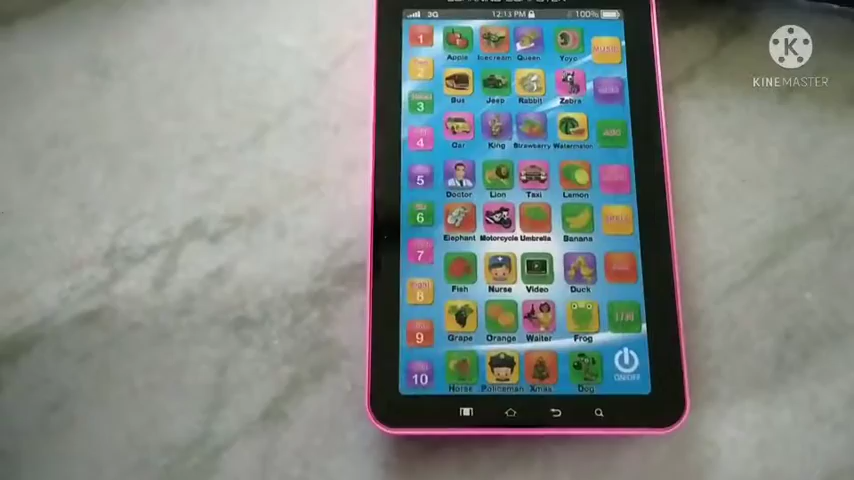 3G 12:13 PM 100%
1 Apple Icecream Queen Yoyo MUSIC
2 Bus Jeep Rabbit Zebra
3 Car King Strawberry Watermelon
4
5 Doctor Lion Taxi Lemon
6 Elephant Motorcycle Umbrella Banana
7
8 Fish Nurse Video Duck
9 Grape Orange Waiter Frog
10 Horse Policeman Xmas Dog ON/OFF
K
KINEMASTER